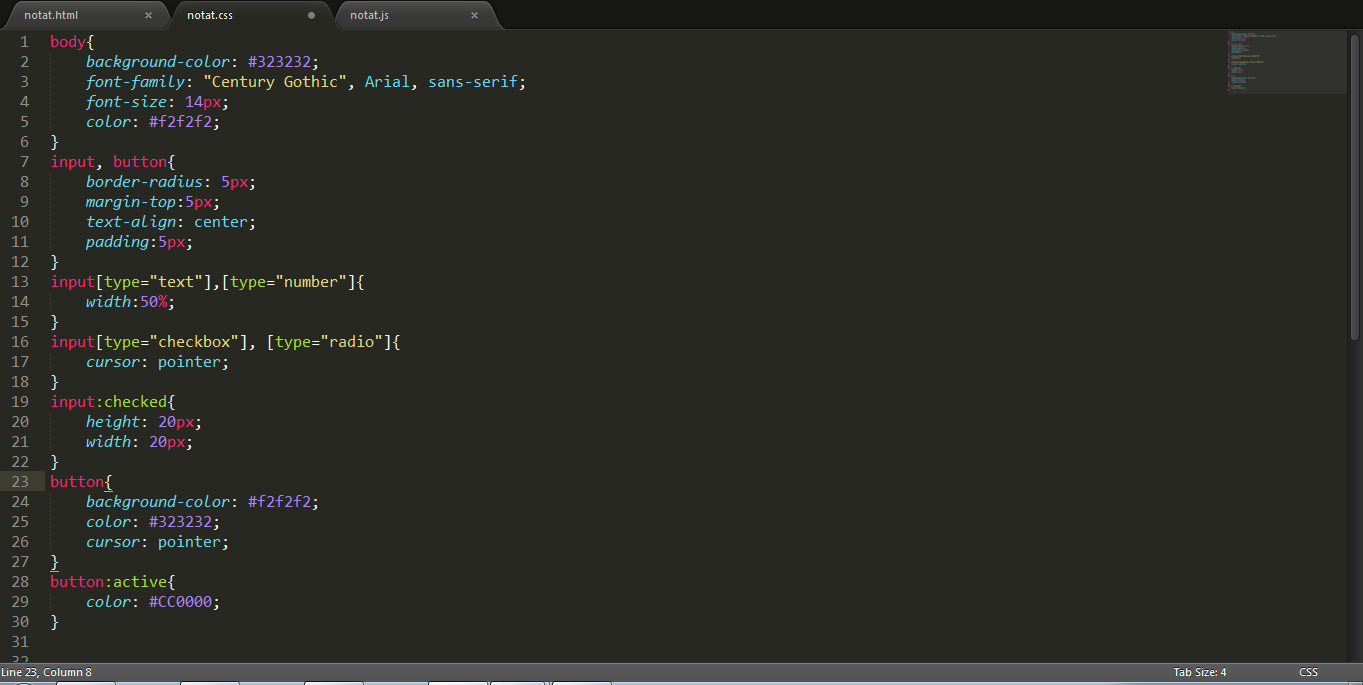 notat.html × notat.css notat.js ×
1 body{
2     background-color: #323232;
3     font-family: "Century Gothic", Arial, sans-serif;
4     font-size: 14px;
5     color: #f2f2f2;
6 }
7 input, button{
8     border-radius: 5px;
9     margin-top:5px;
10     text-align: center;
11     padding:5px;
12 }
13 input[type="text"],[type="number"]{
14     width:50%;
15 }
16 input[type="checkbox"], [type="radio"]{
17     cursor: pointer;
18 }
19 input:checked{
20     height: 20px;
21     width: 20px;
22 }
23 button{
24     background-color: #f2f2f2;
25     color: #323232;
26     cursor: pointer;
27 }
28 button:active{
29     color: #CC0000;
30 }
31
32
Line 23, Column 8 Tab Size: 4 CSS